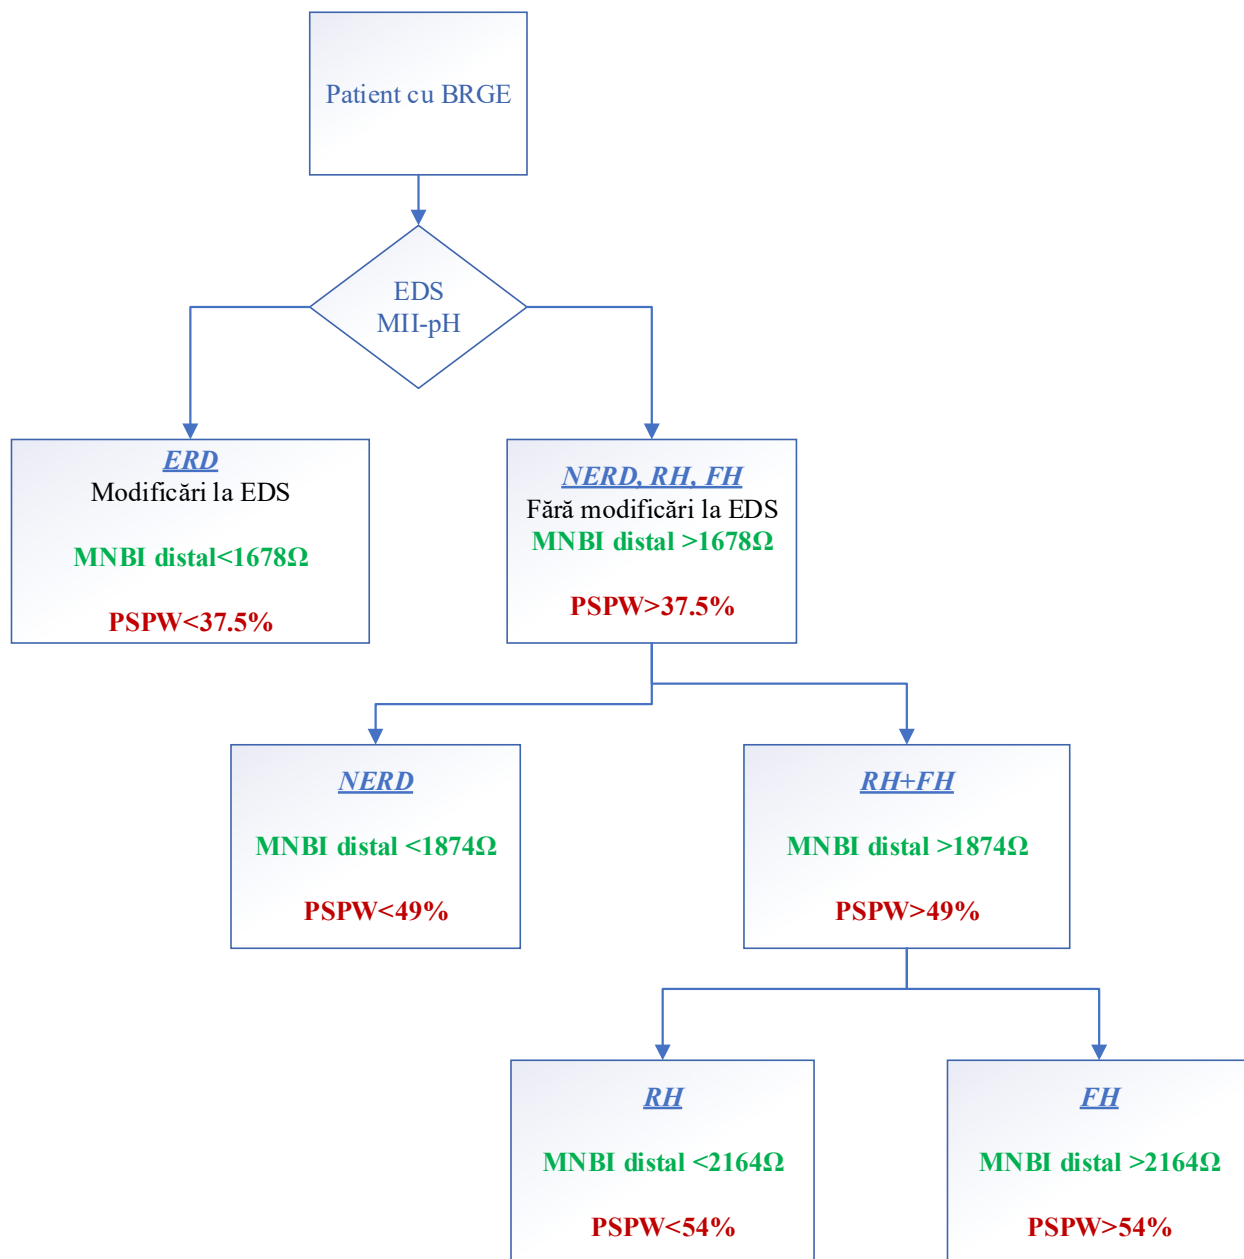 Patient cu BRGE
EDS
MII-pH
ERD
Modificări la EDS
MNBI distal<1678Ω
PSPW<37.5%
NERD, RH, FH
Fără modificări la EDS
MNBI distal >1678Ω
PSPW>37.5%
NERD
MNBI distal <1874Ω
PSPW<49%
RH+FH
MNBI distal >1874Ω
PSPW>49%
RH
MNBI distal <2164Ω
PSPW<54%
FH
MNBI distal >2164Ω
PSPW>54%